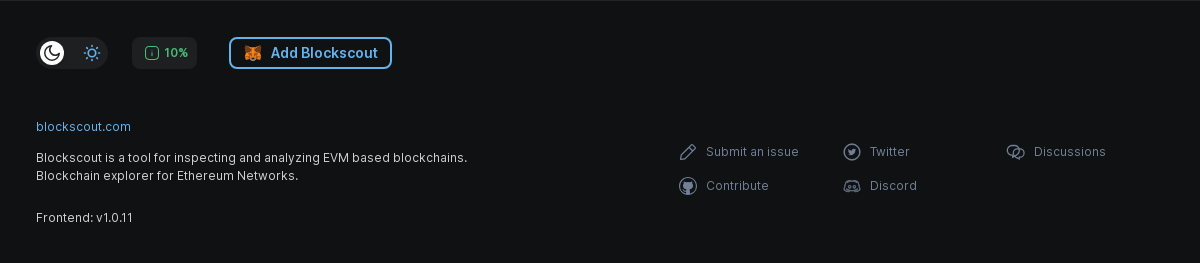 10%
Add Blockscout
blockscout.com
Blockscout is a tool for inspecting and analyzing EVM based blockchains.
Blockchain explorer for Ethereum Networks.
Frontend: v1.0.11
Submit an issue
Twitter
Discussions
Contribute
Discord